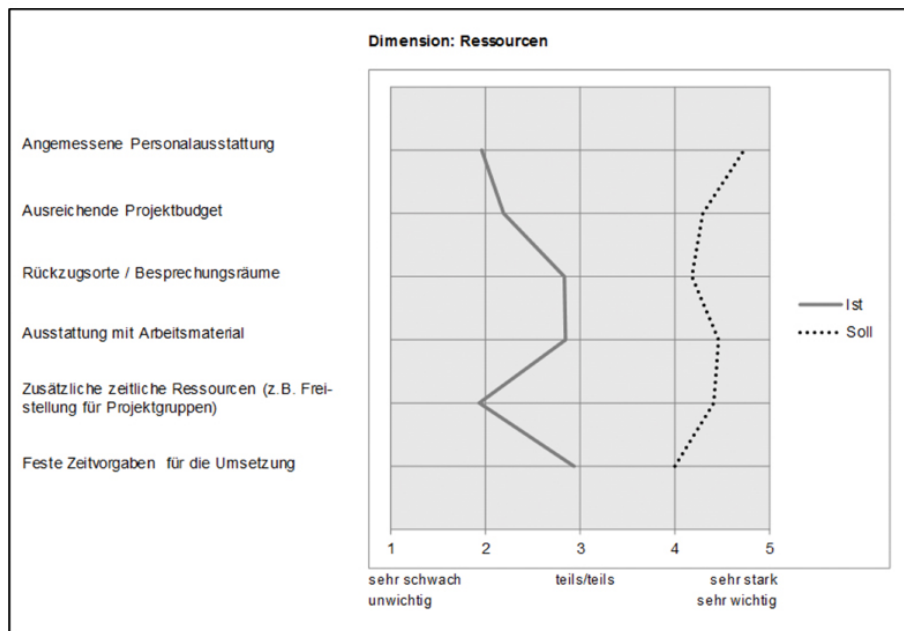 Dimension: Ressourcen
Angemessene Personalausstattung
Ausreichende Projektbudget
Rückzugsorte / Besprechungsräume
Ausstattung mit Arbeitsmaterial
Zusätzliche zeitliche Ressourcen (z.B. Frei-
stellung für Projektgruppen)
Feste Zeitvorgaben für die Umsetzung
Ist
Soll
1 2 3 4 5
sehr schwach teils/teils sehr stark
unwichtig sehr wichtig